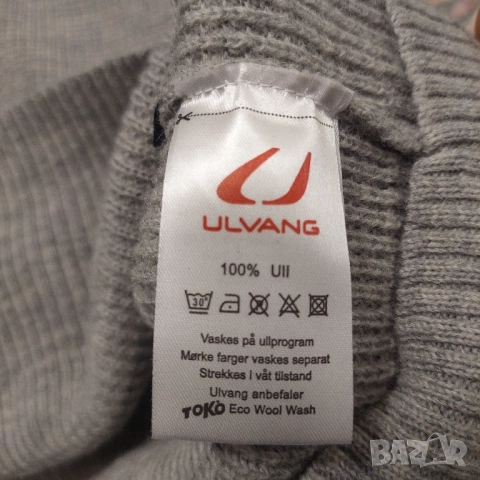 ULVANG
100% Ull
30°
Vaskes på ullprogram
Mørke farger vaskes separat
Strekkes i våt tilstand
Ulvang anbefaler
TOKO Eco Wool Wash
BAZAR